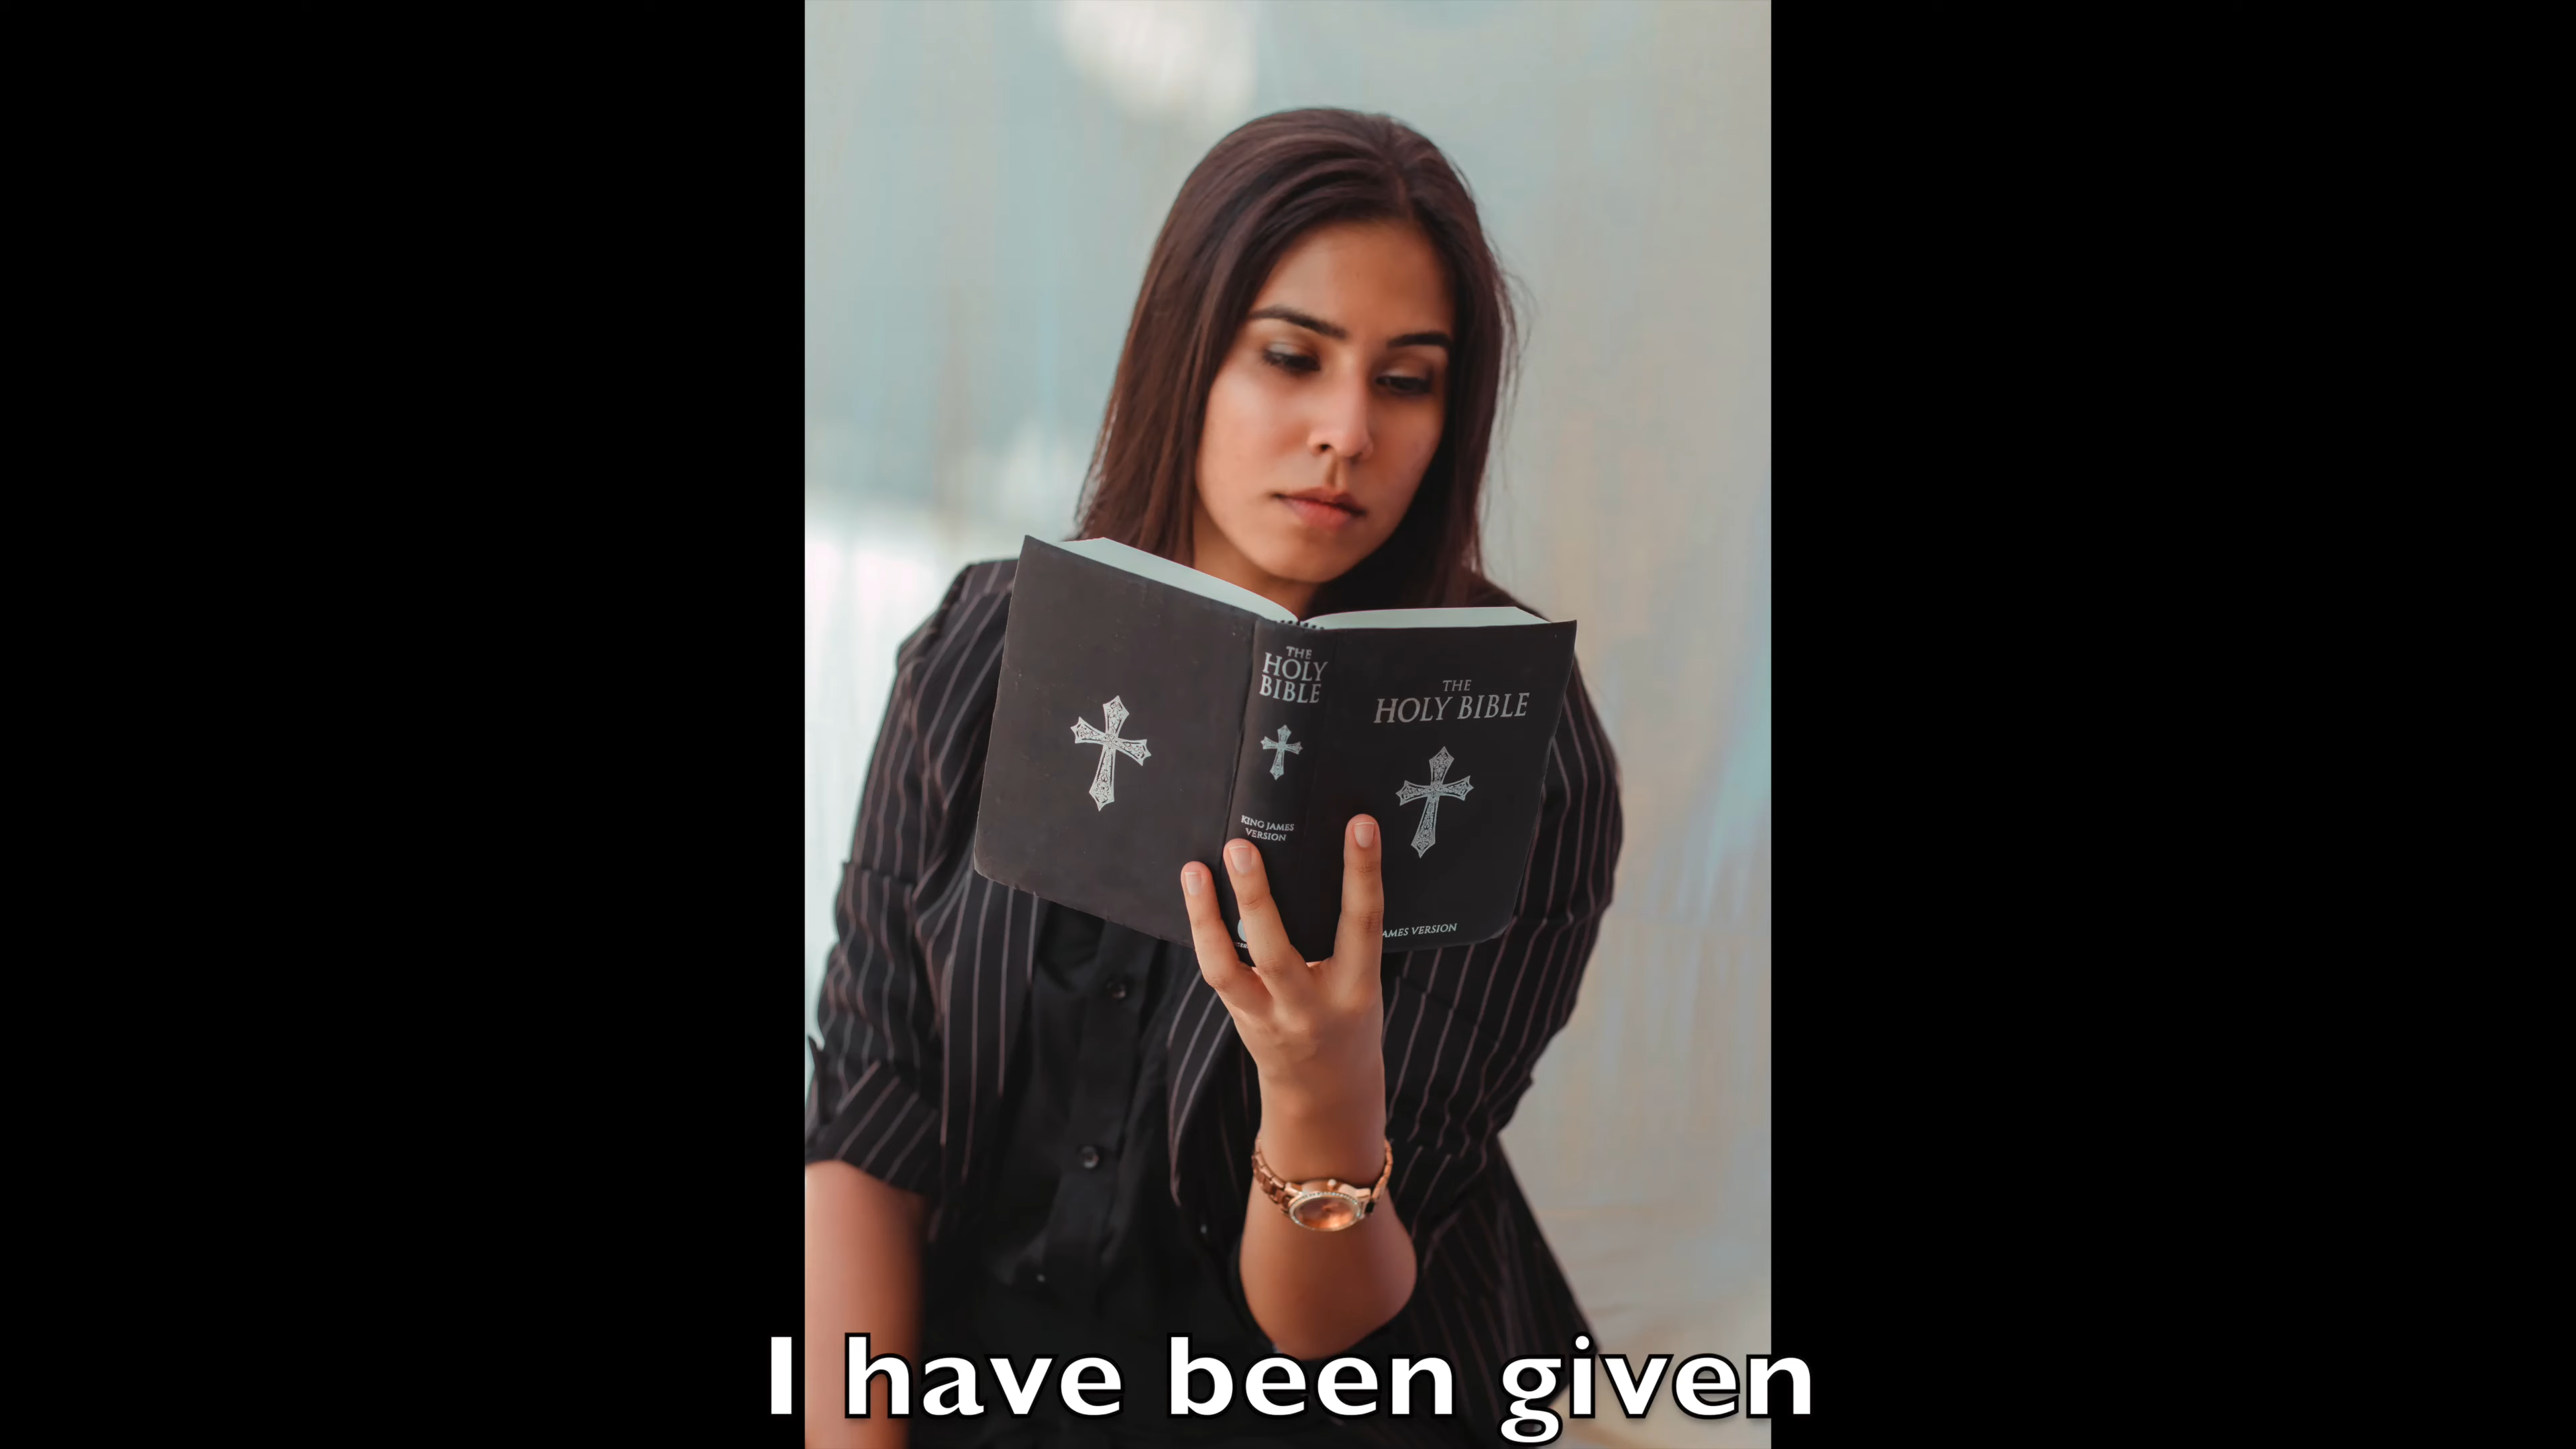 THE
HOLY
BIBLE
KING JAMES
VERSION
THE
HOLY BIBLE
AMES VERSION
I have been given